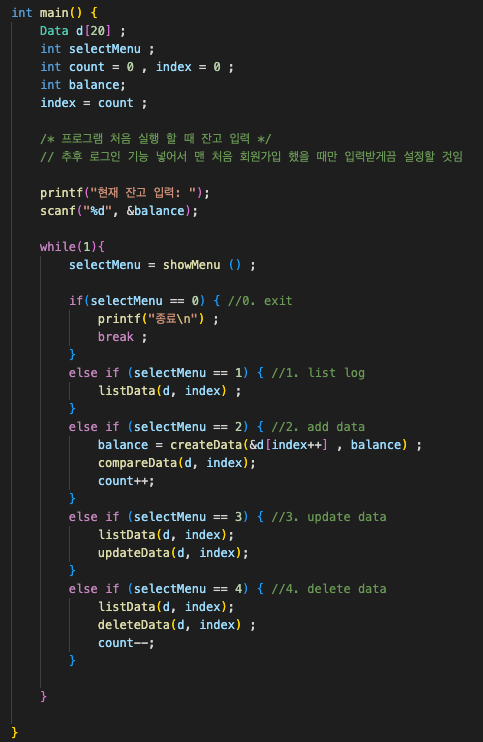 int main() {
    Data d[20] ;
    int selectMenu ;
    int count = 0 , index = 0 ;
    int balance;
    index = count ;

    /* 프로그램 처음 실행 할 때 잔고 입력 */
    // 추후 로그인 기능 넣어서 맨 처음 회원가입 했을 때만 입력받게끔 설정할 것임

    printf("현재 잔고 입력: ");
    scanf("%d", &balance);

    while(1){
        selectMenu = showMenu () ;

        if(selectMenu == 0) { //0. exit
            printf("종료\n") ;
            break ;
        }
        else if (selectMenu == 1) { //1. list log
            listData(d, index) ;
        }
        else if (selectMenu == 2) { //2. add data
            balance = createData(&d[index++] , balance) ;
            compareData(d, index);
            count++;
        }
        else if (selectMenu == 3) { //3. update data
            listData(d, index);
            updateData(d, index);
        }
        else if (selectMenu == 4) { //4. delete data
            listData(d, index);
            deleteData(d, index) ;
            count--;
        }

    }

}